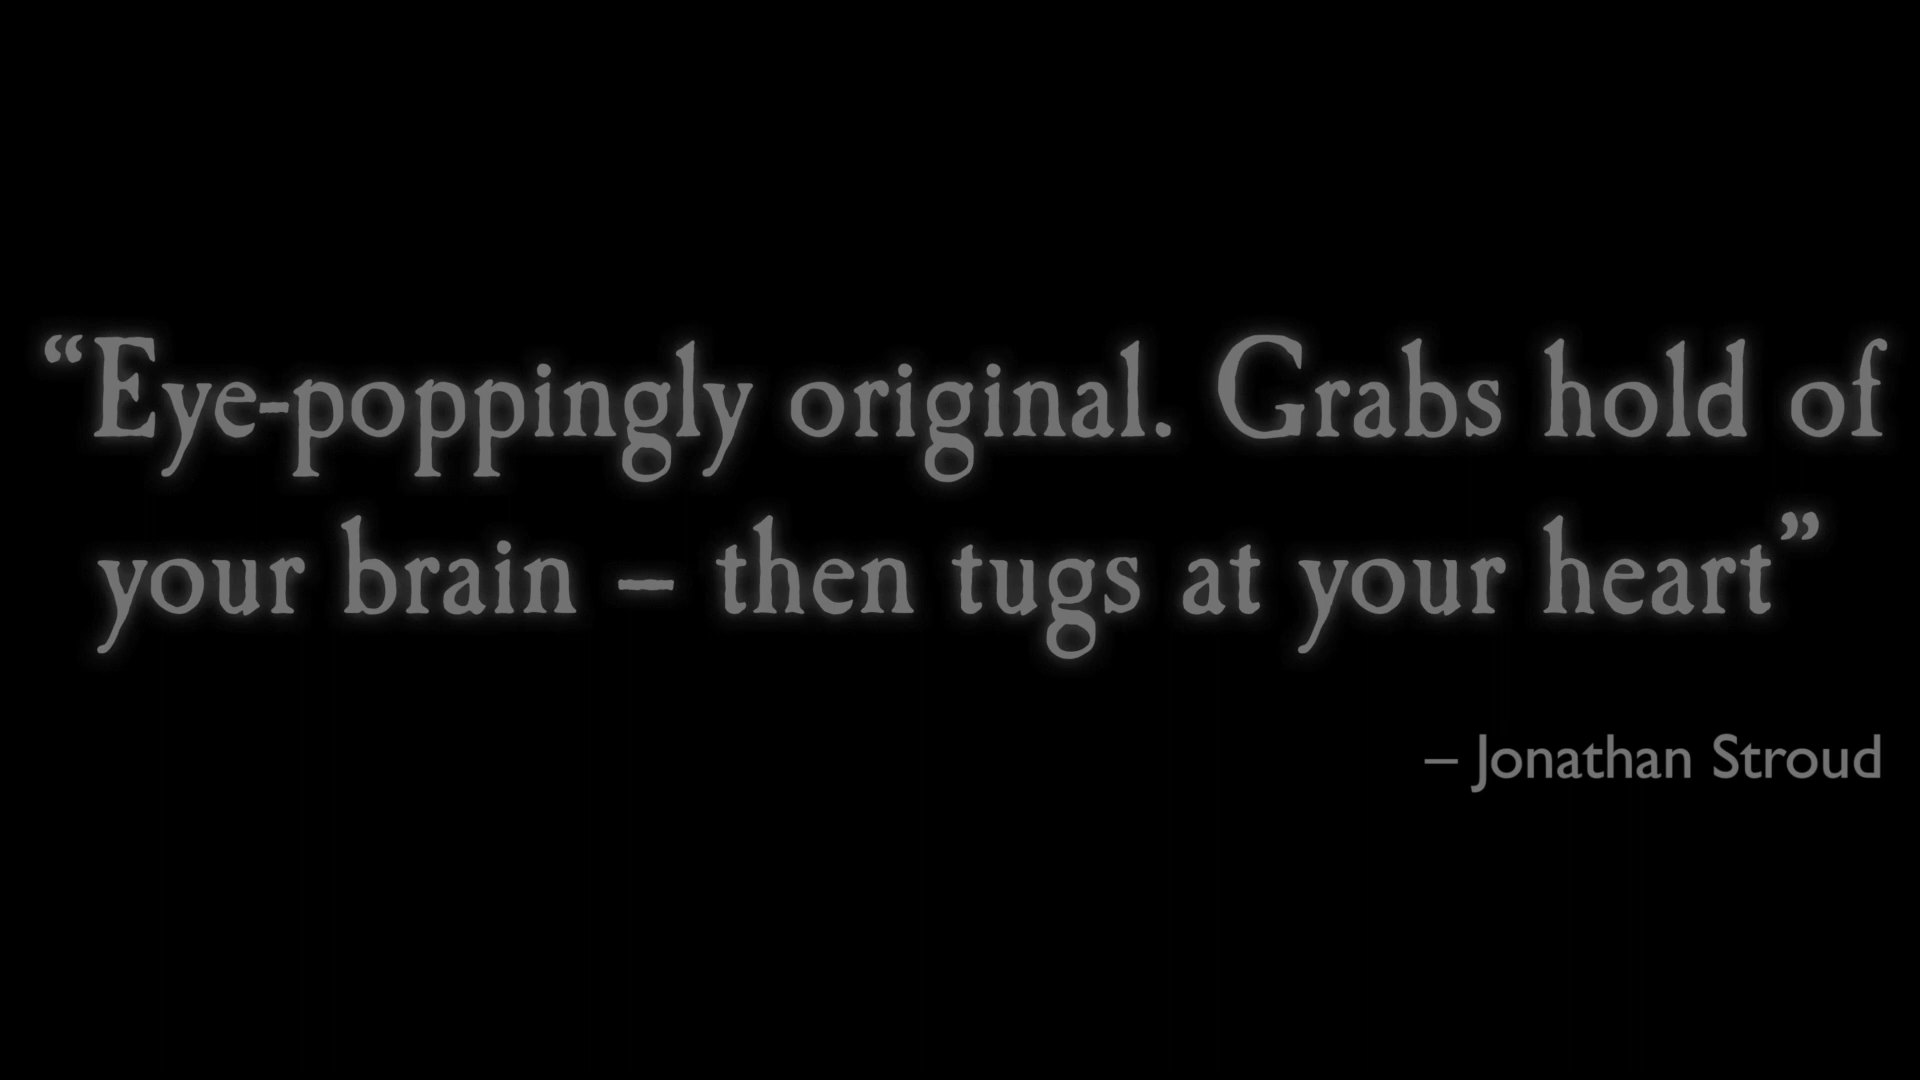 “Eye-poppingly original. Grabs hold of
your brain – then tugs at your heart”
– Jonathan Stroud